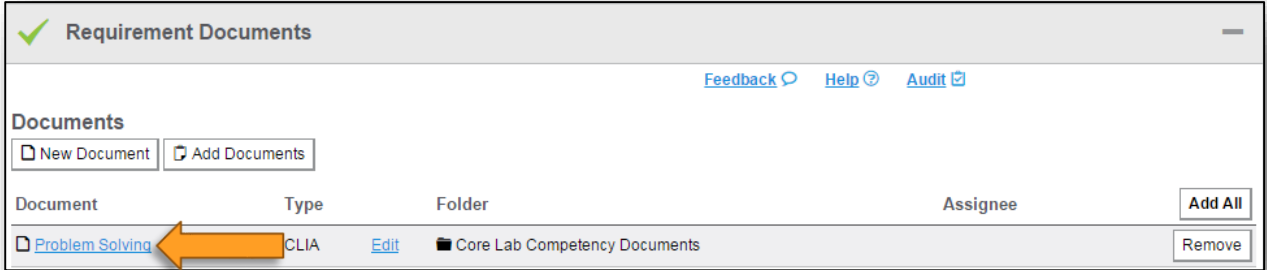 Requirement Documents
Feedback Help Audit
Documents
New Document Add Documents
Document Type Folder Assignee Add All
Problem Solving CLIA Edit Core Lab Competency Documents Remove